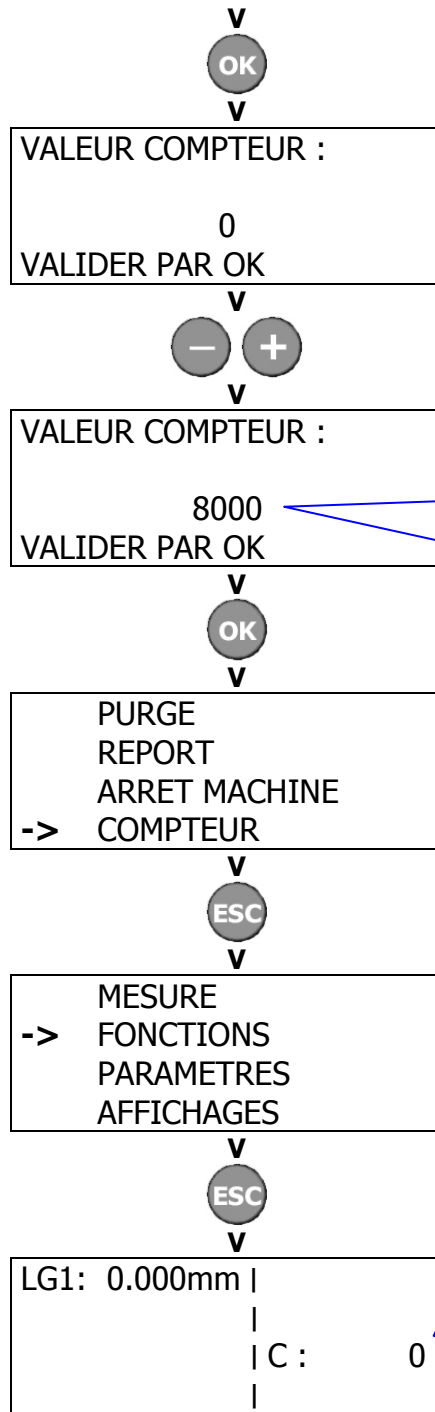 v
OK
v
VALEUR COMPTEUR :
0
VALIDER PAR OK
v
– +
v
VALEUR COMPTEUR :
8000
VALIDER PAR OK
v
OK
v
PURGE
REPORT
ARRET MACHINE
-> COMPTEUR
v
ESC
v
MESURE
-> FONCTIONS
PARAMETRES
AFFICHAGES
v
ESC
v
LG1: 0.000mm |
|
| C : 0
|